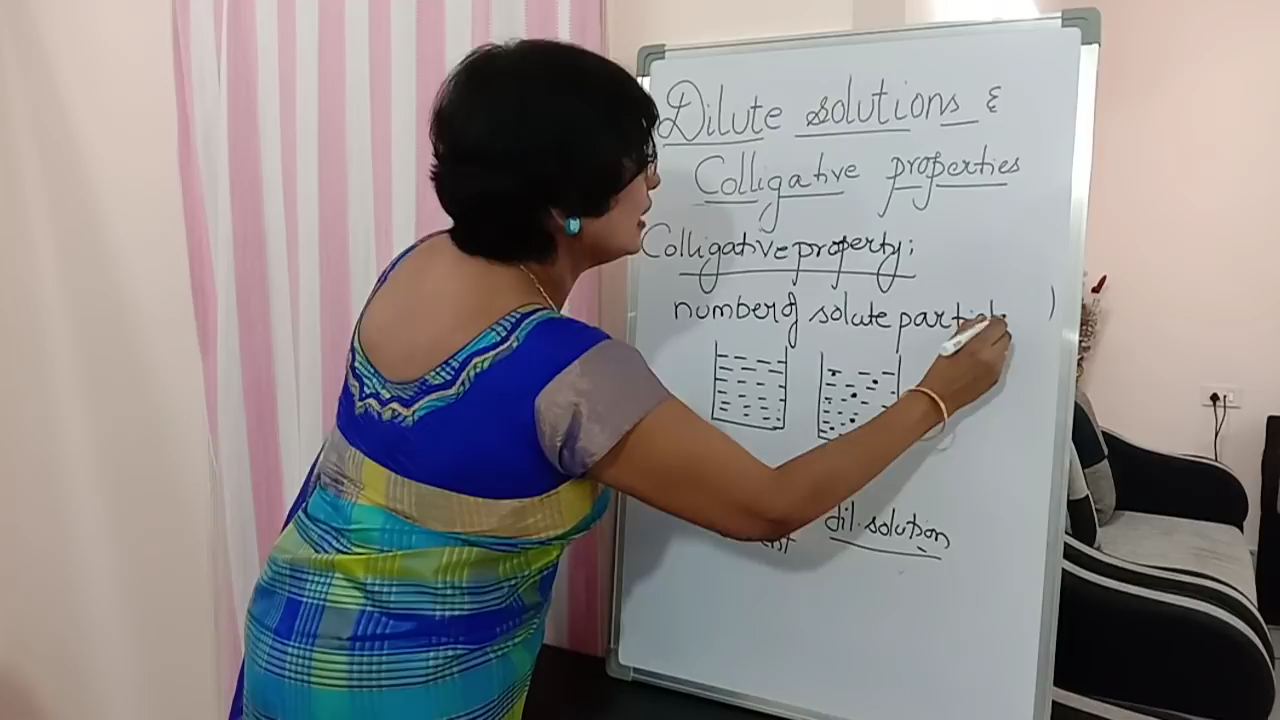 Dilute solutions &
Colligative properties
Colligative property;
number of solute
dil. solution